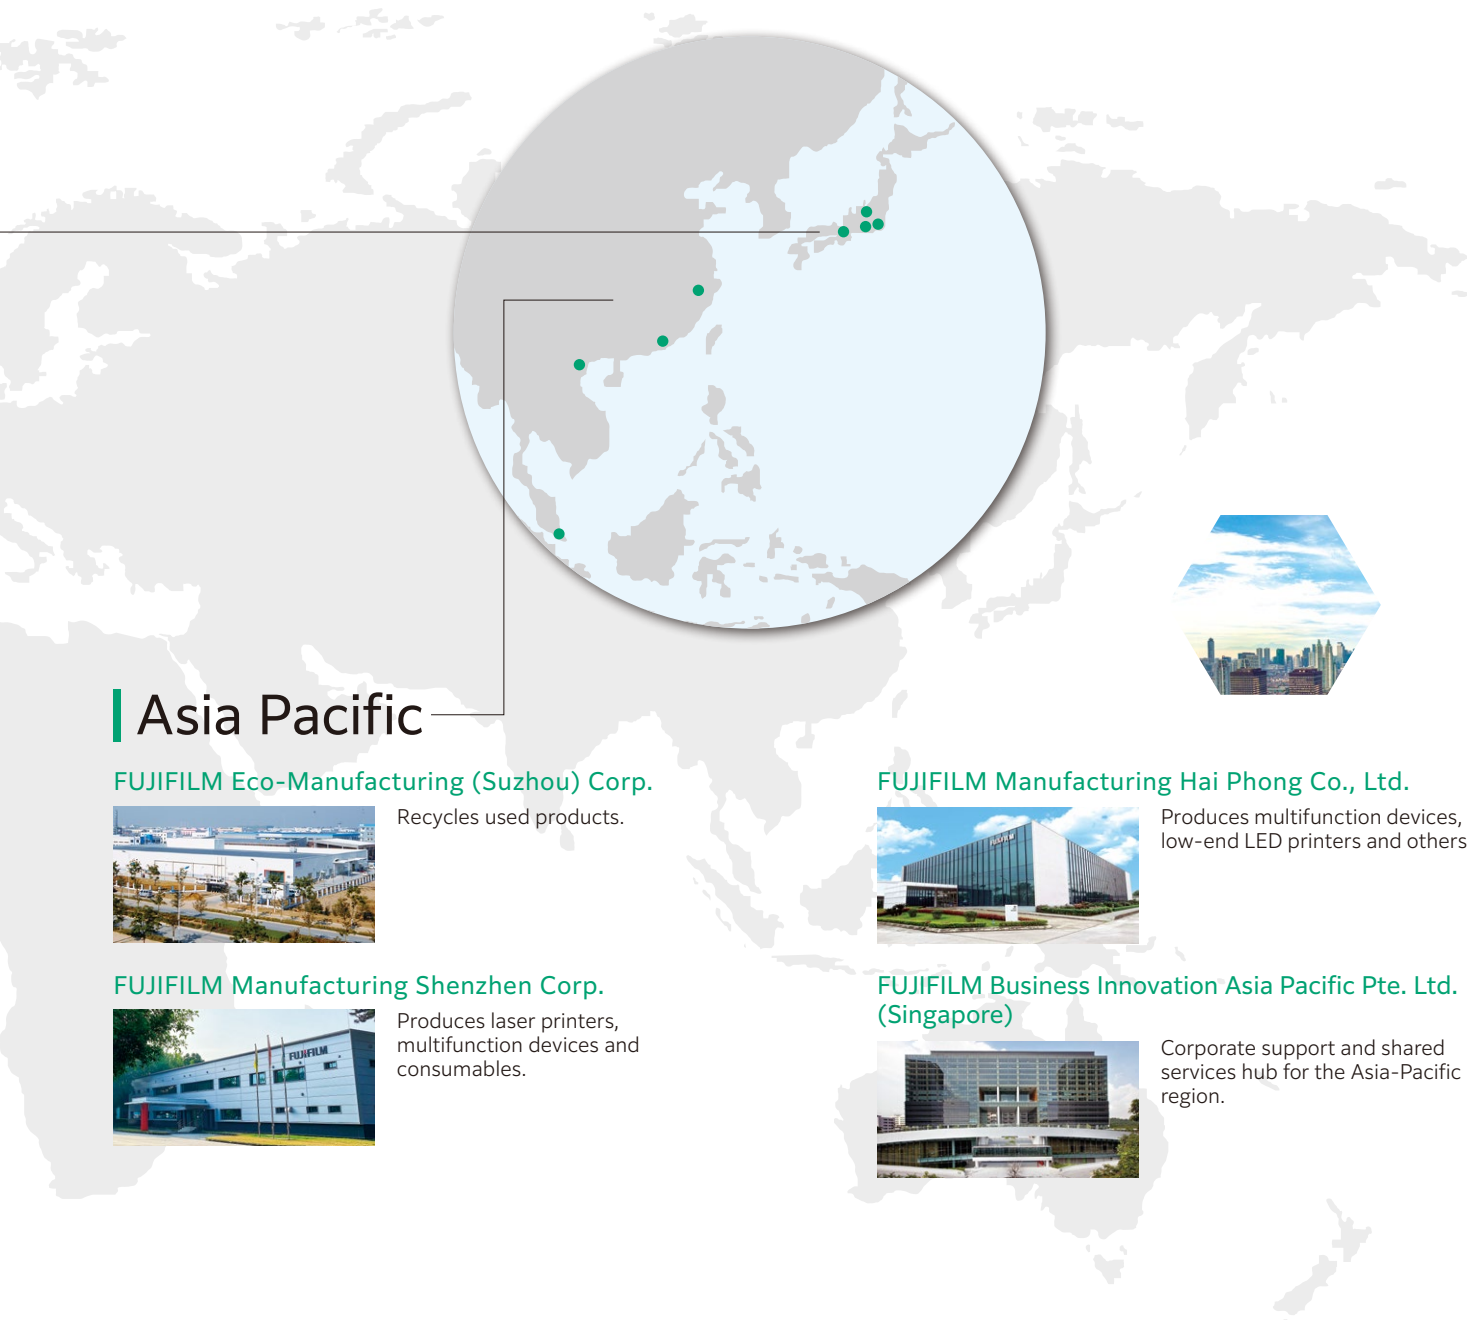 Asia Pacific
FUJIFILM Eco-Manufacturing (Suzhou) Corp.
Recycles used products.
FUJIFILM Manufacturing Shenzhen Corp.
FUJIFILM
Produces laser printers,
multifunction devices and
consumables.
FUJIFILM Manufacturing Hai Phong Co., Ltd.
FUJIFILM
Produces multifunction devices,
low-end LED printers and others
FUJIFILM Business Innovation Asia Pacific Pte. Ltd.
(Singapore)
Corporate support and shared
services hub for the Asia-Pacific
region.